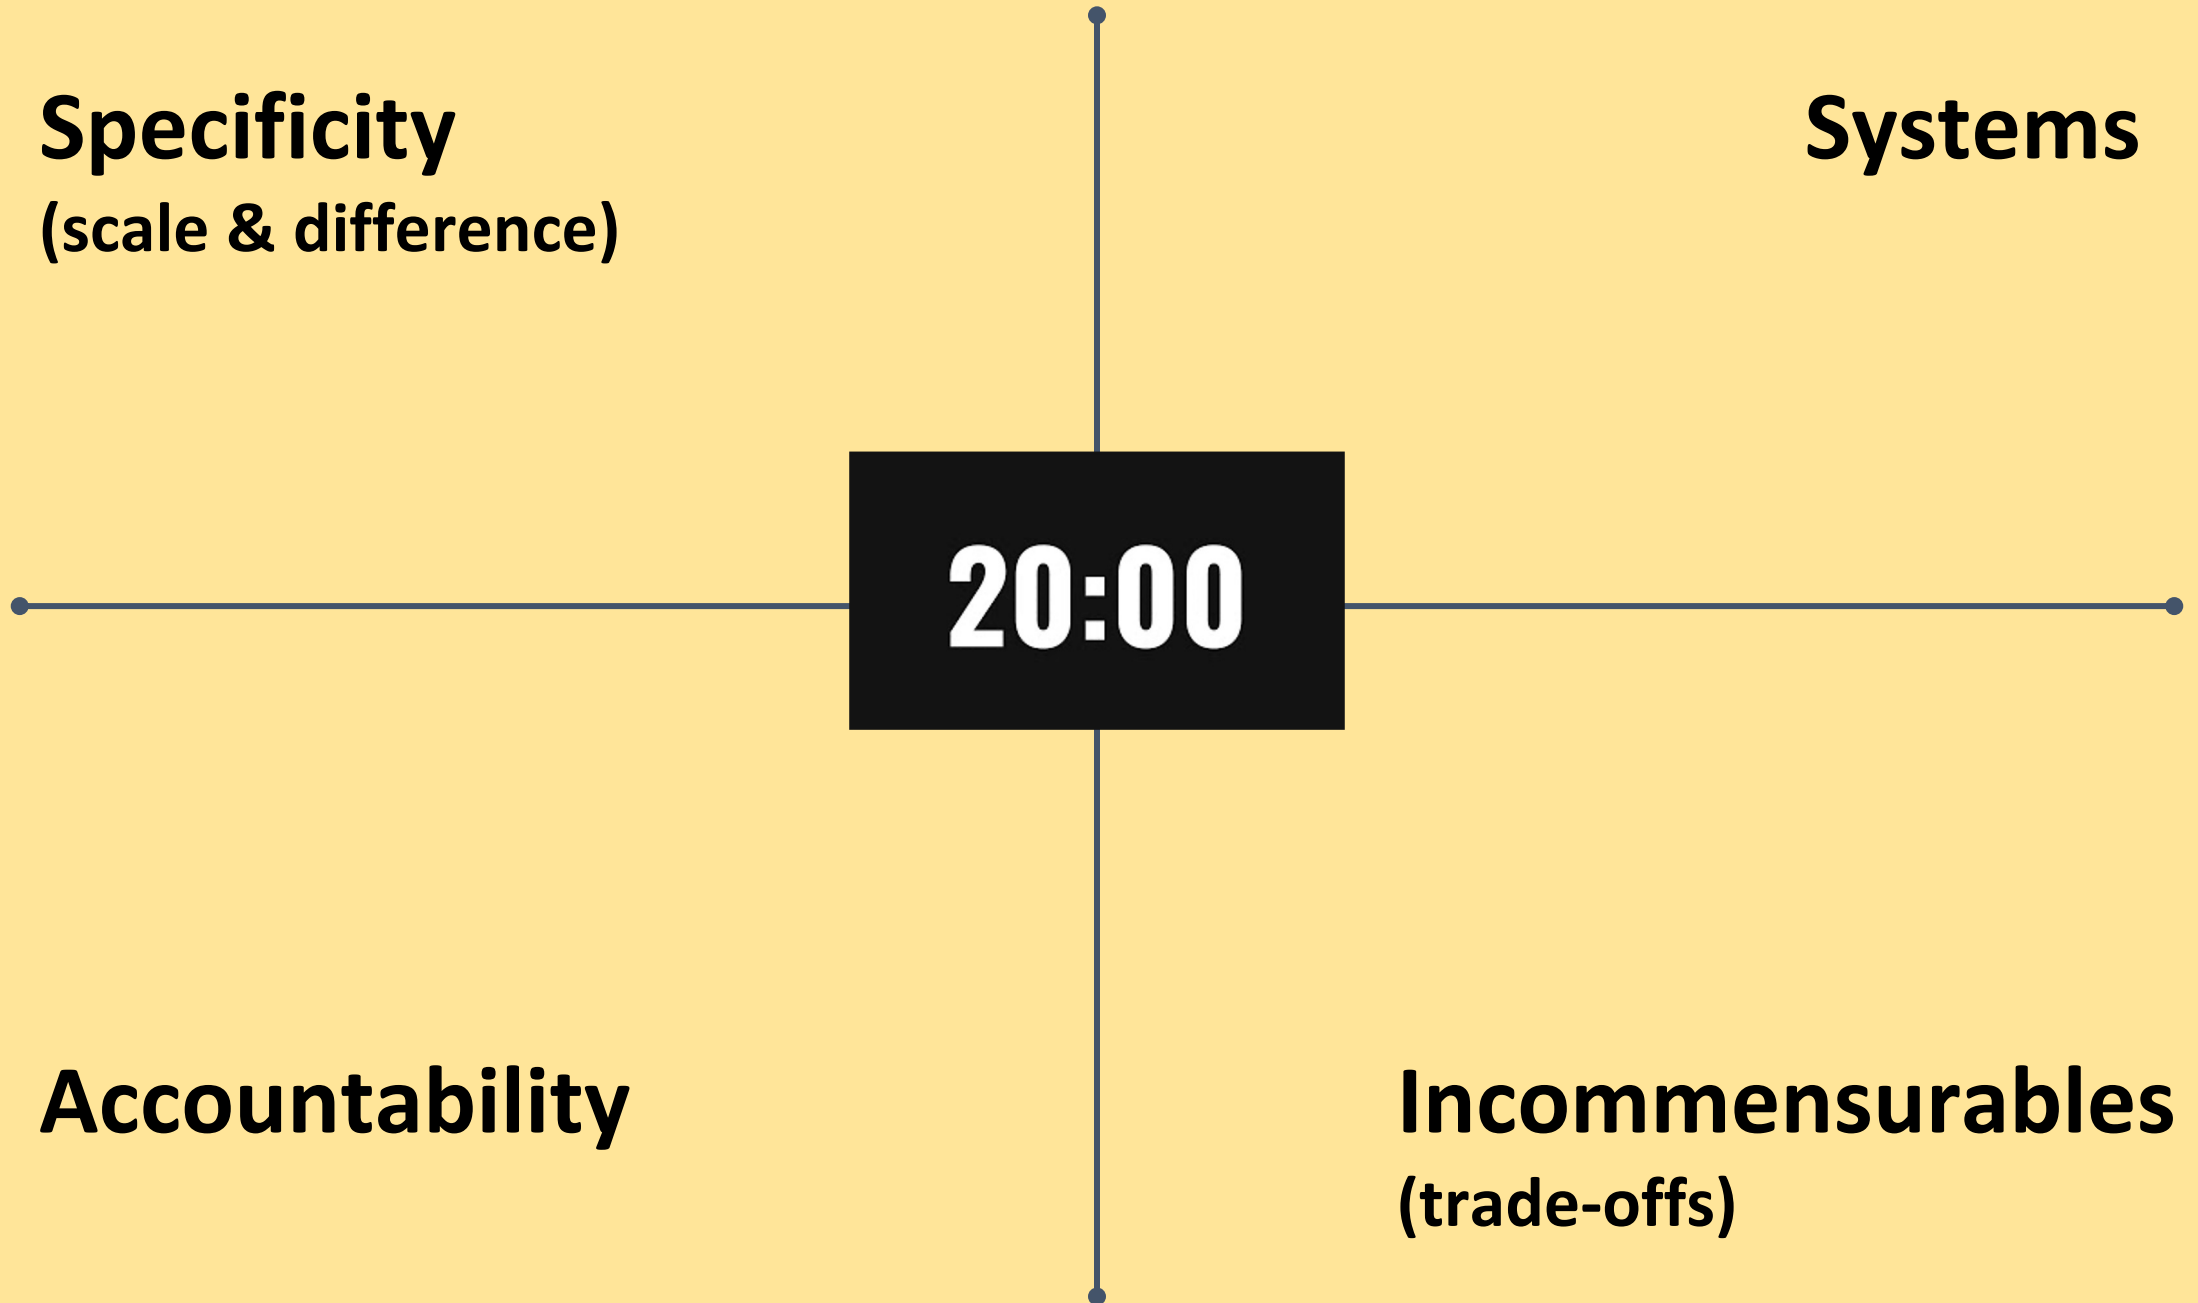 Specificity
(scale & difference)
Systems
20:00
Accountability
Incommensurables
(trade-offs)